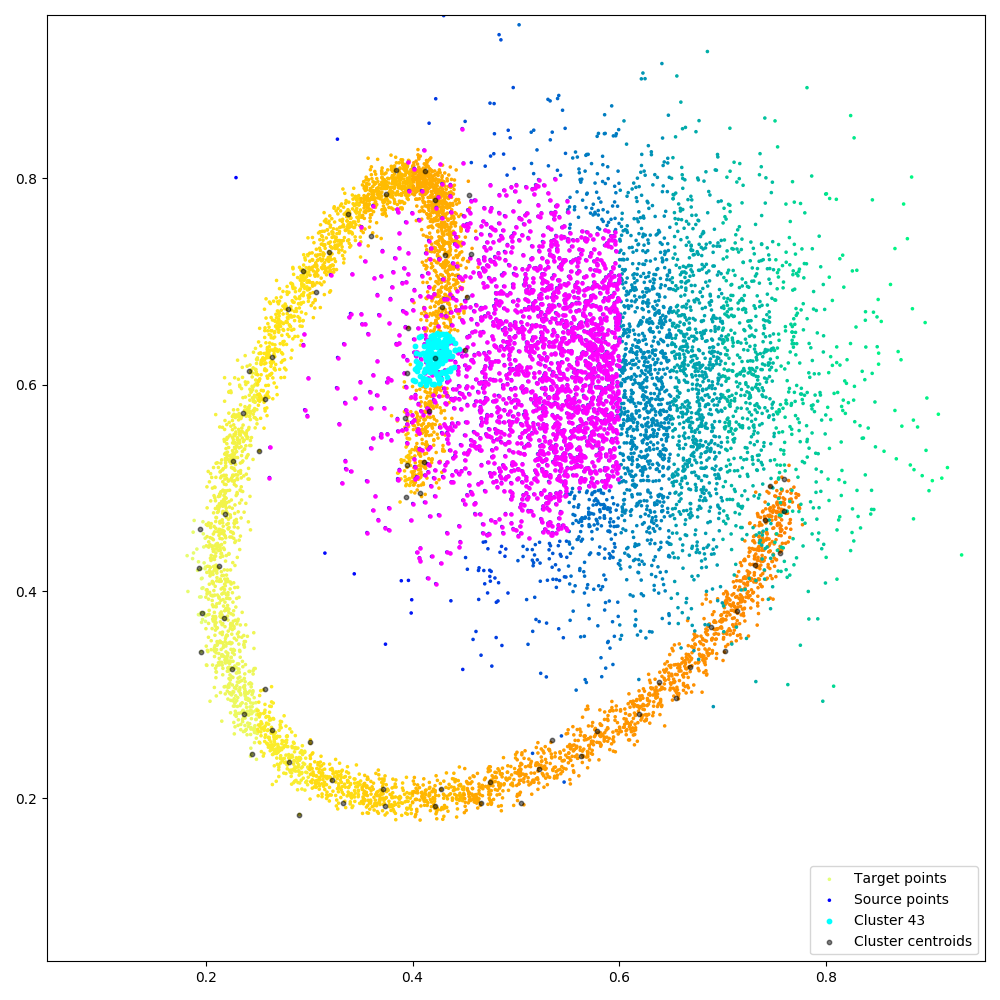 0.8
0.6
0.4
0.2
0.2 0.4 0.6 0.8
Target points
Source points
Cluster 43
Cluster centroids